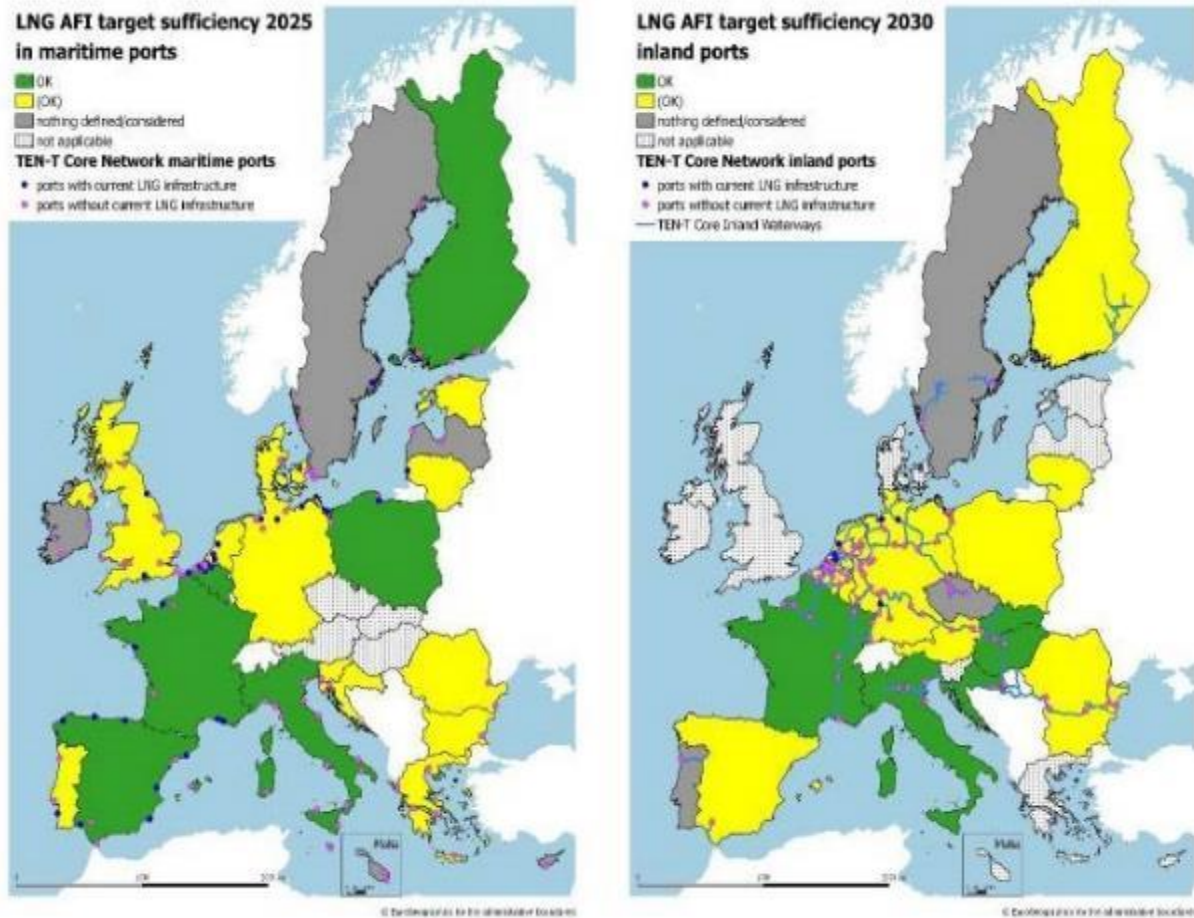 LNG AFI target sufficiency 2025
in maritime ports
OK
(OK)
nothing defined/considered
not applicable
TEN-T Core Network maritime ports
ports with current LNG infrastructure
ports without current LNG infrastructure
Malta
LNG AFI target sufficiency 2030
inland ports
OK
(OK)
nothing defined/considered
not applicable
TEN-T Core Network inland ports
ports with current LNG infrastructure
ports without current LNG infrastructure
TEN-T Core Inland Waterways
Malta